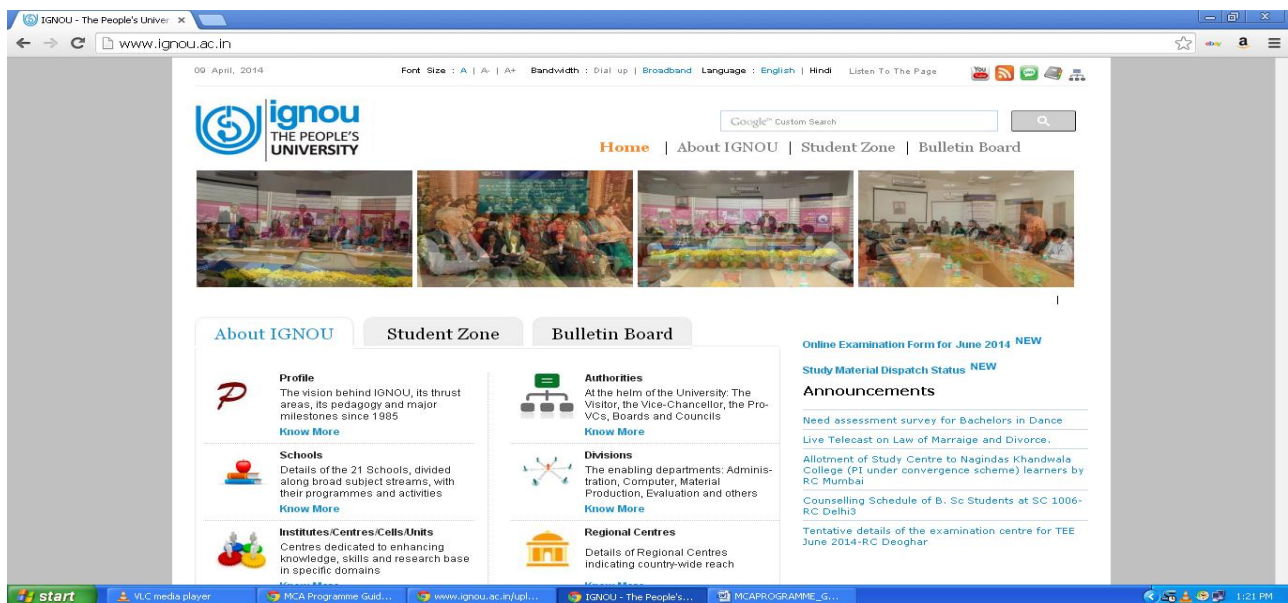 IGNOU - The People's Univer
www.ignou.ac.in
ebay a
09 April, 2014 Font Size : A | A- | A+ Bandwidth : Dial up | Broadband Language : English | Hindi Listen To The Page You
ignou
THE PEOPLE'S
UNIVERSITY
Google™ Custom Search
Home | About IGNOU | Student Zone | Bulletin Board
About IGNOU Student Zone Bulletin Board
Online Examination Form for June 2014 NEW
Study Material Dispatch Status NEW
Announcements
Need assessment survey for Bachelors in Dance
Live Telecast on Law of Marraige and Divorce.
Allotment of Study Centre to Nagindas Khandwala
College (PI under convergence scheme) learners by
RC Mumbai
Counselling Schedule of B. Sc Students at SC 1006-
RC Delhi3
Tentative details of the examination centre for TEE
June 2014-RC Deoghar
Profile
The vision behind IGNOU, its thrust
areas, its pedagogy and major
milestones since 1985
Know More
Authorities
At the helm of the University: The
Visitor, the Vice-Chancellor, the Pro-
VCs, Boards and Councils
Know More
Schools
Details of the 21 Schools, divided
along broad subject streams, with
their programmes and activities
Know More
Divisions
The enabling departments: Adminis-
tration, Computer, Material
Production, Evaluation and others
Know More
Institutes/Centres/Cells/Units
Centres dedicated to enhancing
knowledge, skills and research base
in specific domains
Know More
Regional Centres
Details of Regional Centres
indicating country-wide reach
Know More
start VLC media player MCA Programme Guid... www.ignou.ac.in/upl... IGNOU - The People's... MCAPROGRAMME_G... 1:21 PM